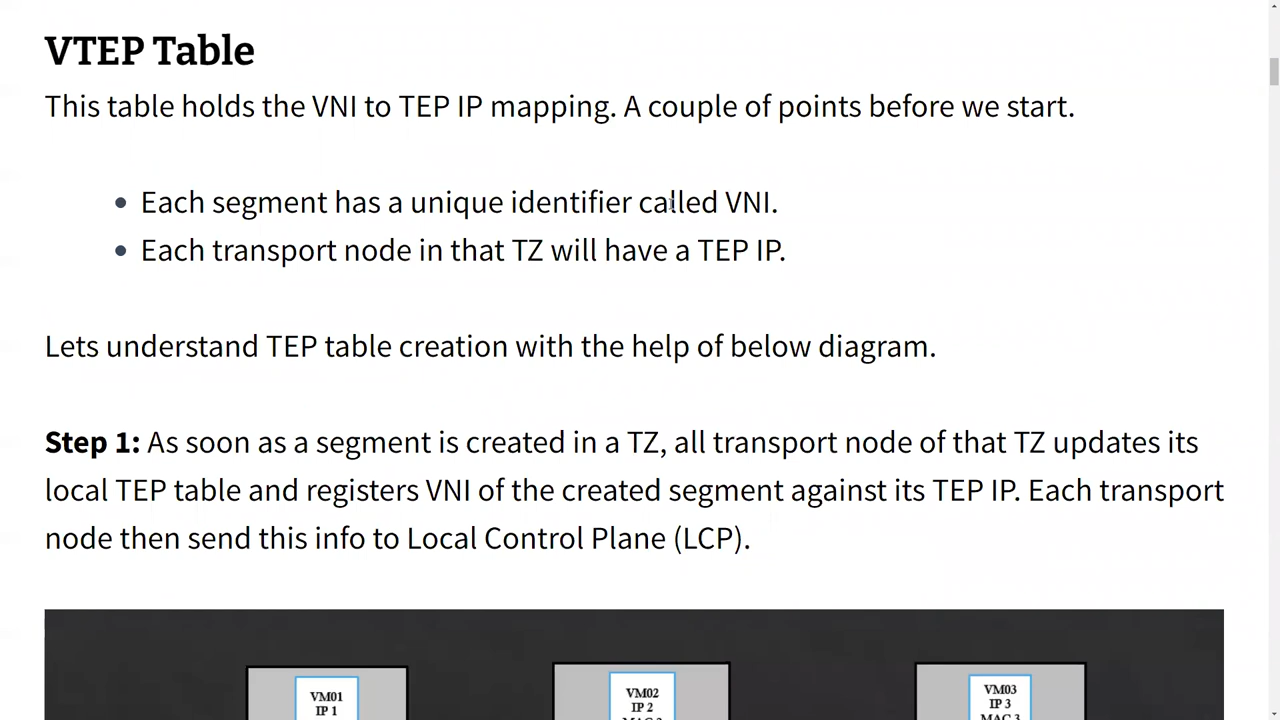 VTEP Table
This table holds the VNI to TEP IP mapping. A couple of points before we start.
Each segment has a unique identifier called VNI.
Each transport node in that TZ will have a TEP IP.
Lets understand TEP table creation with the help of below diagram.
Step 1: As soon as a segment is created in a TZ, all transport node of that TZ updates its
local TEP table and registers VNI of the created segment against its TEP IP. Each transport
node then send this info to Local Control Plane (LCP).
VM01
IP 1
VM02
IP 2
VM03
IP 3
MAC 3